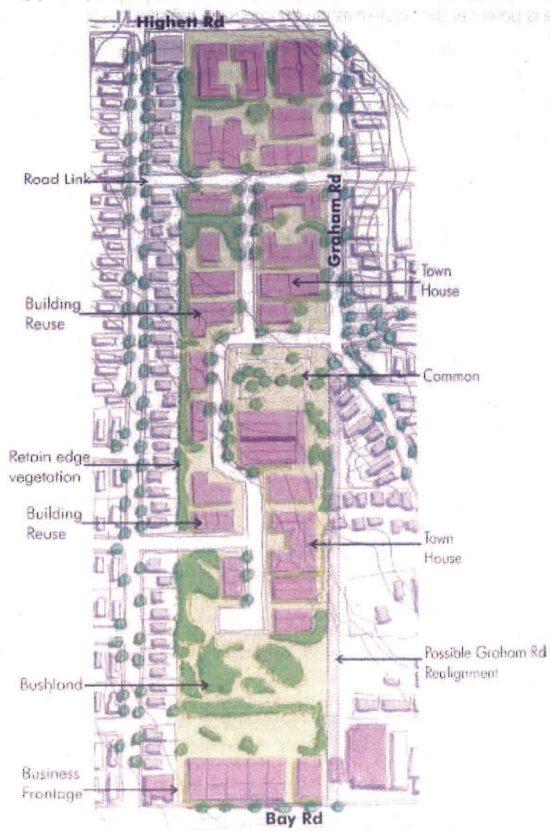 Highett Rd
Road Link
Graham Rd
Town
House
Building
Reuse
Common
Retain edge
vegetation
Building
Reuse
Town
House
Possible Graham Rd
Realignment
Bushland
Business
Frontage
Bay Rd